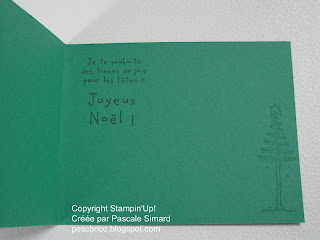 Je te souhaite
des tonnes de joie
pour les fêtes !
Joyeux
Noël !
Copyright Stampin'Up!
Créée par Pascale Simard
pescbrico.blogspot.com